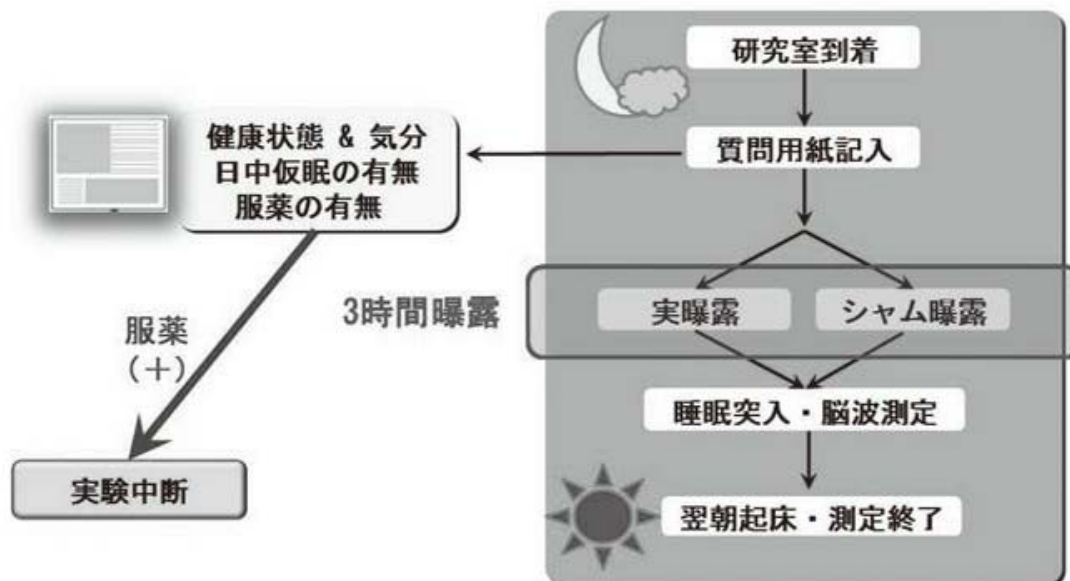 研究室到着
質問用紙記入
健康状態 & 気分
日中仮眠の有無
服薬の有無
服薬
(+)
実験中断
3時間曝露
実曝露
シャム曝露
睡眠突入・脳波測定
翌朝起床・測定終了